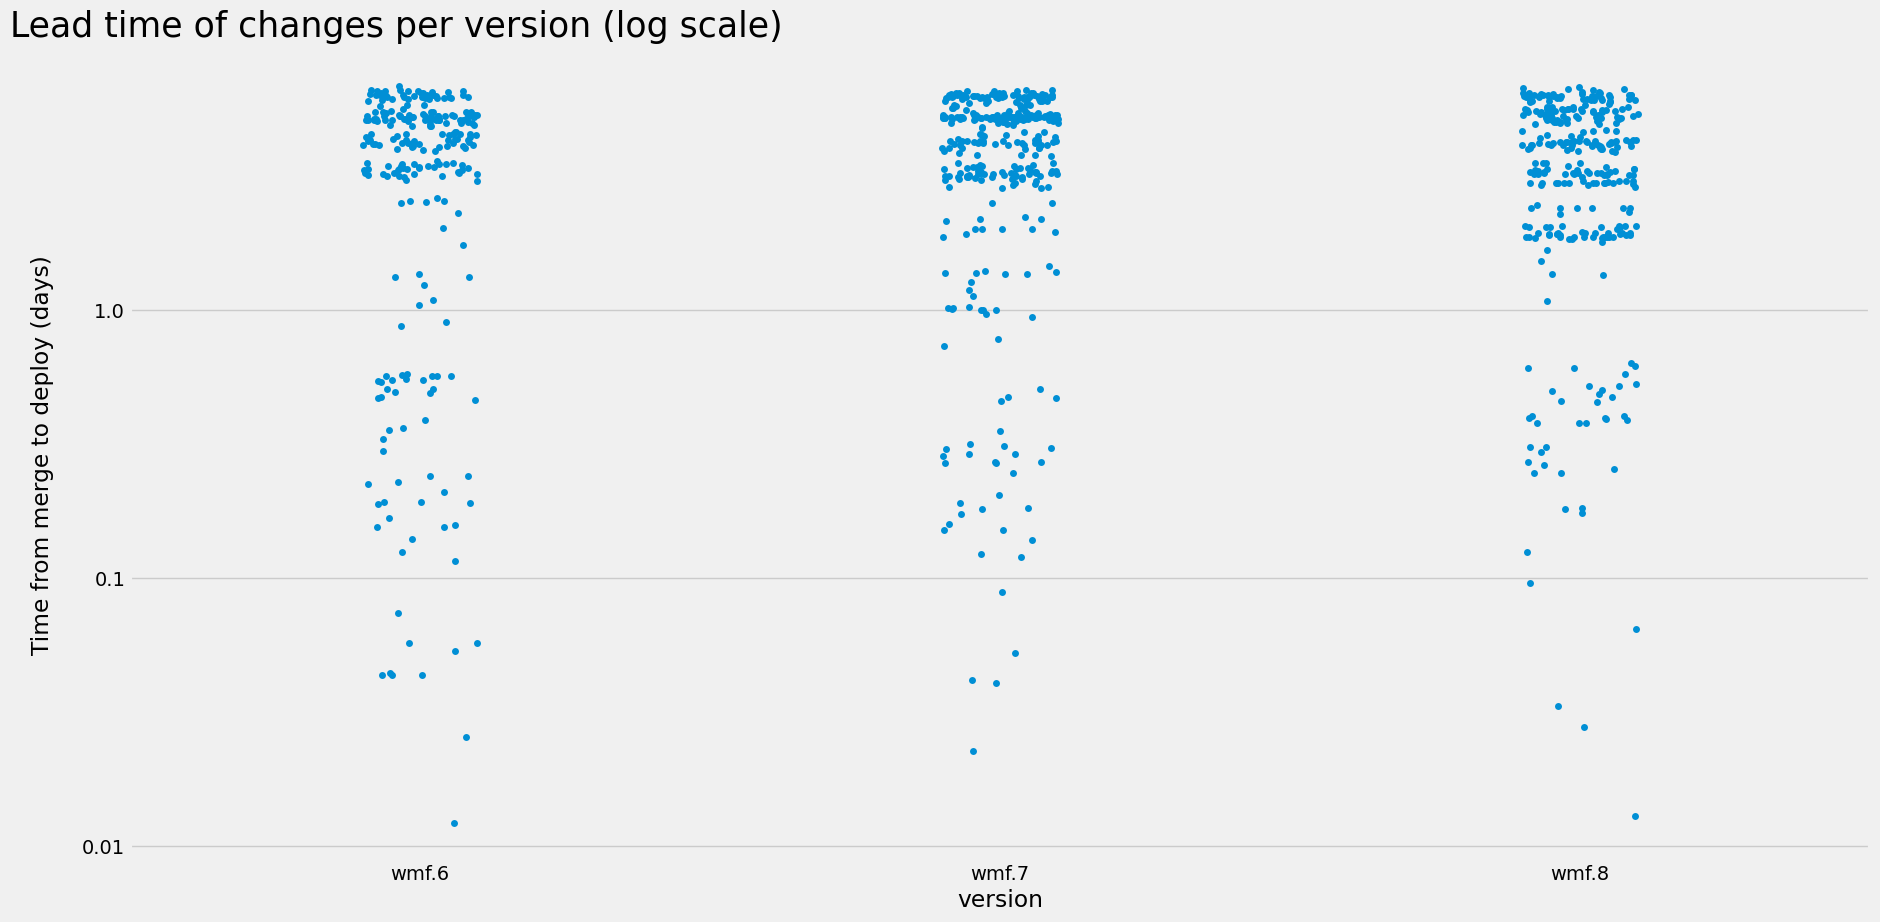 Lead time of changes per version (log scale)
Time from merge to deploy (days)
1.0
0.1
0.01
wmf.6
wmf.7
wmf.8
version